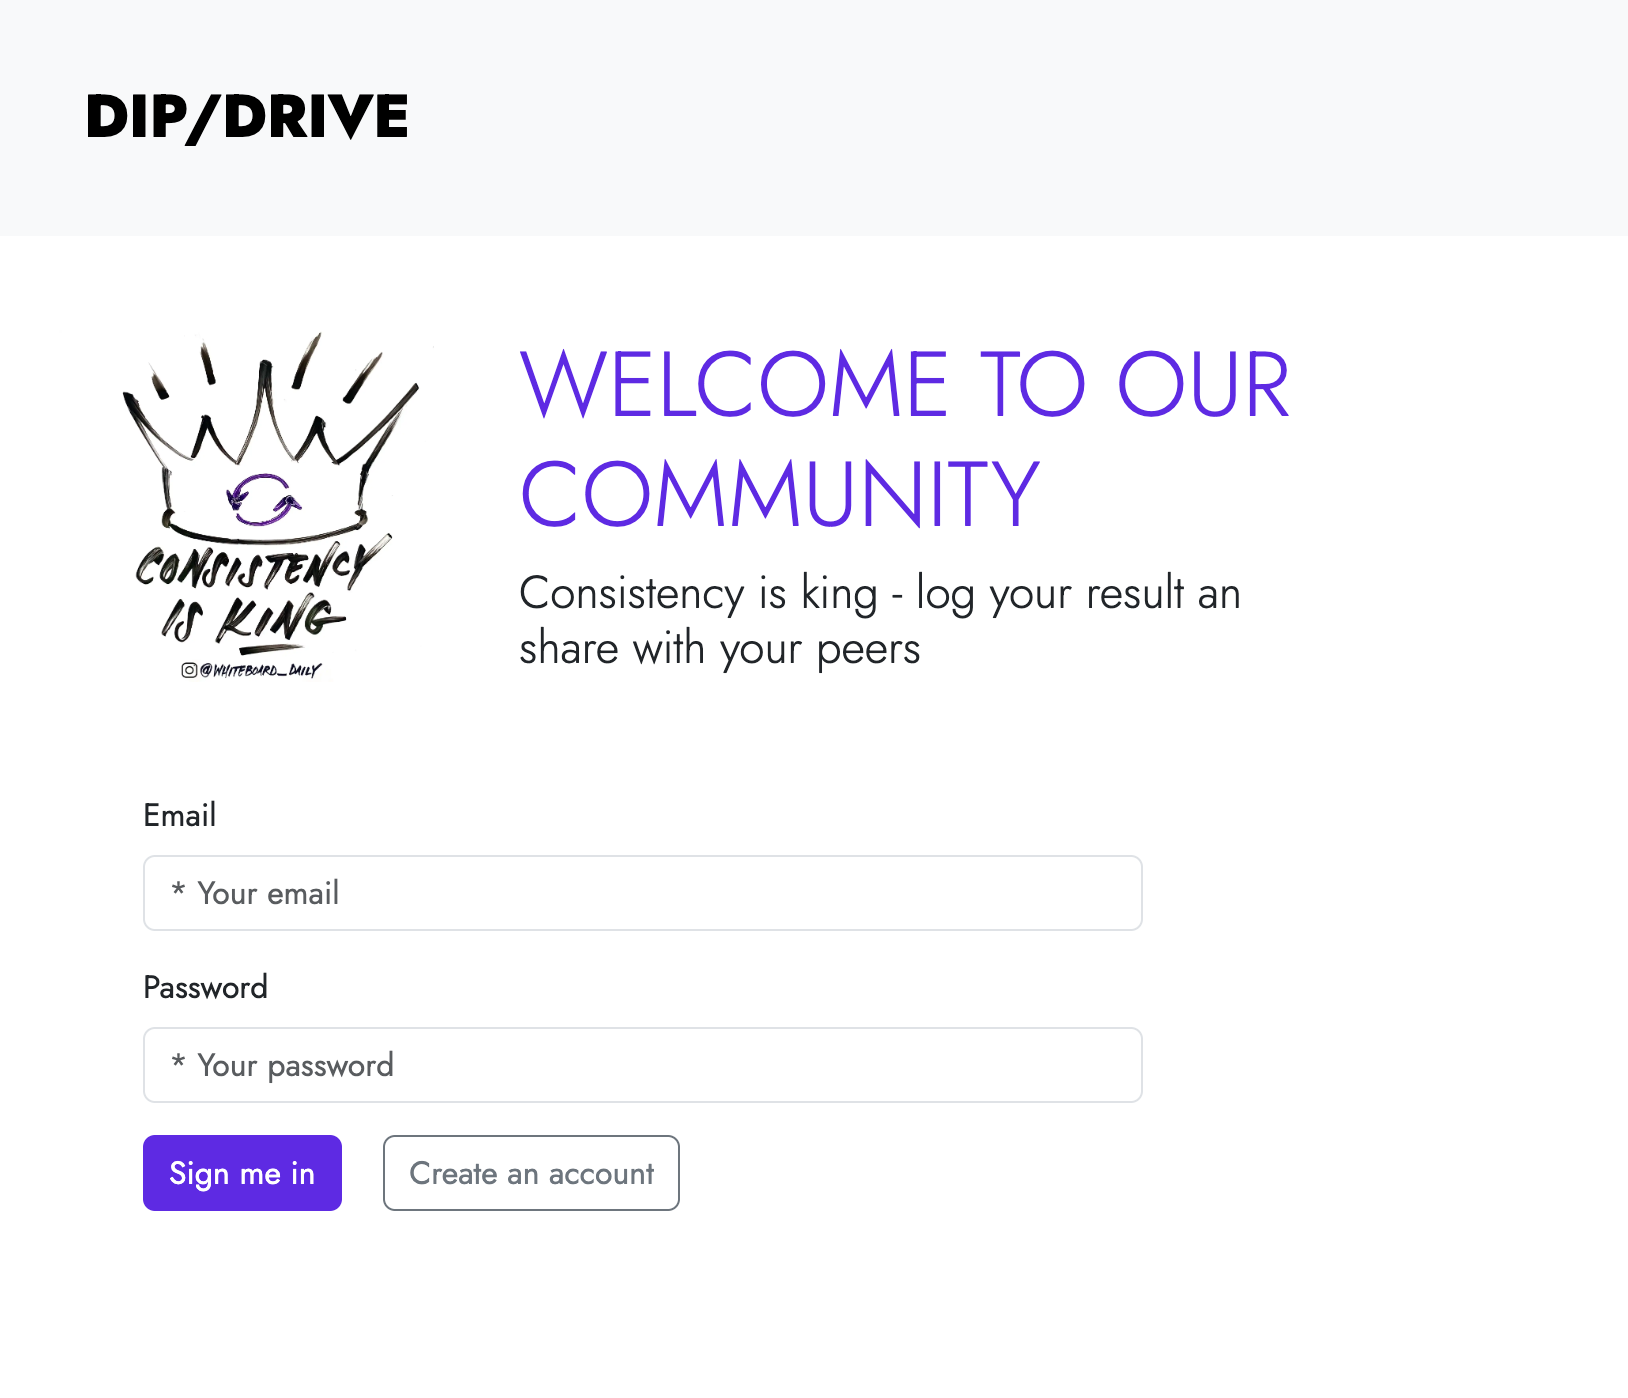 DIP/DRIVE
CONSISTENCY
IS KING
@WHITEBOARD_DAILY
WELCOME TO OUR
COMMUNITY
Consistency is king - log your result an
share with your peers
Email
* Your email
Password
* Your password
Sign me in
Create an account